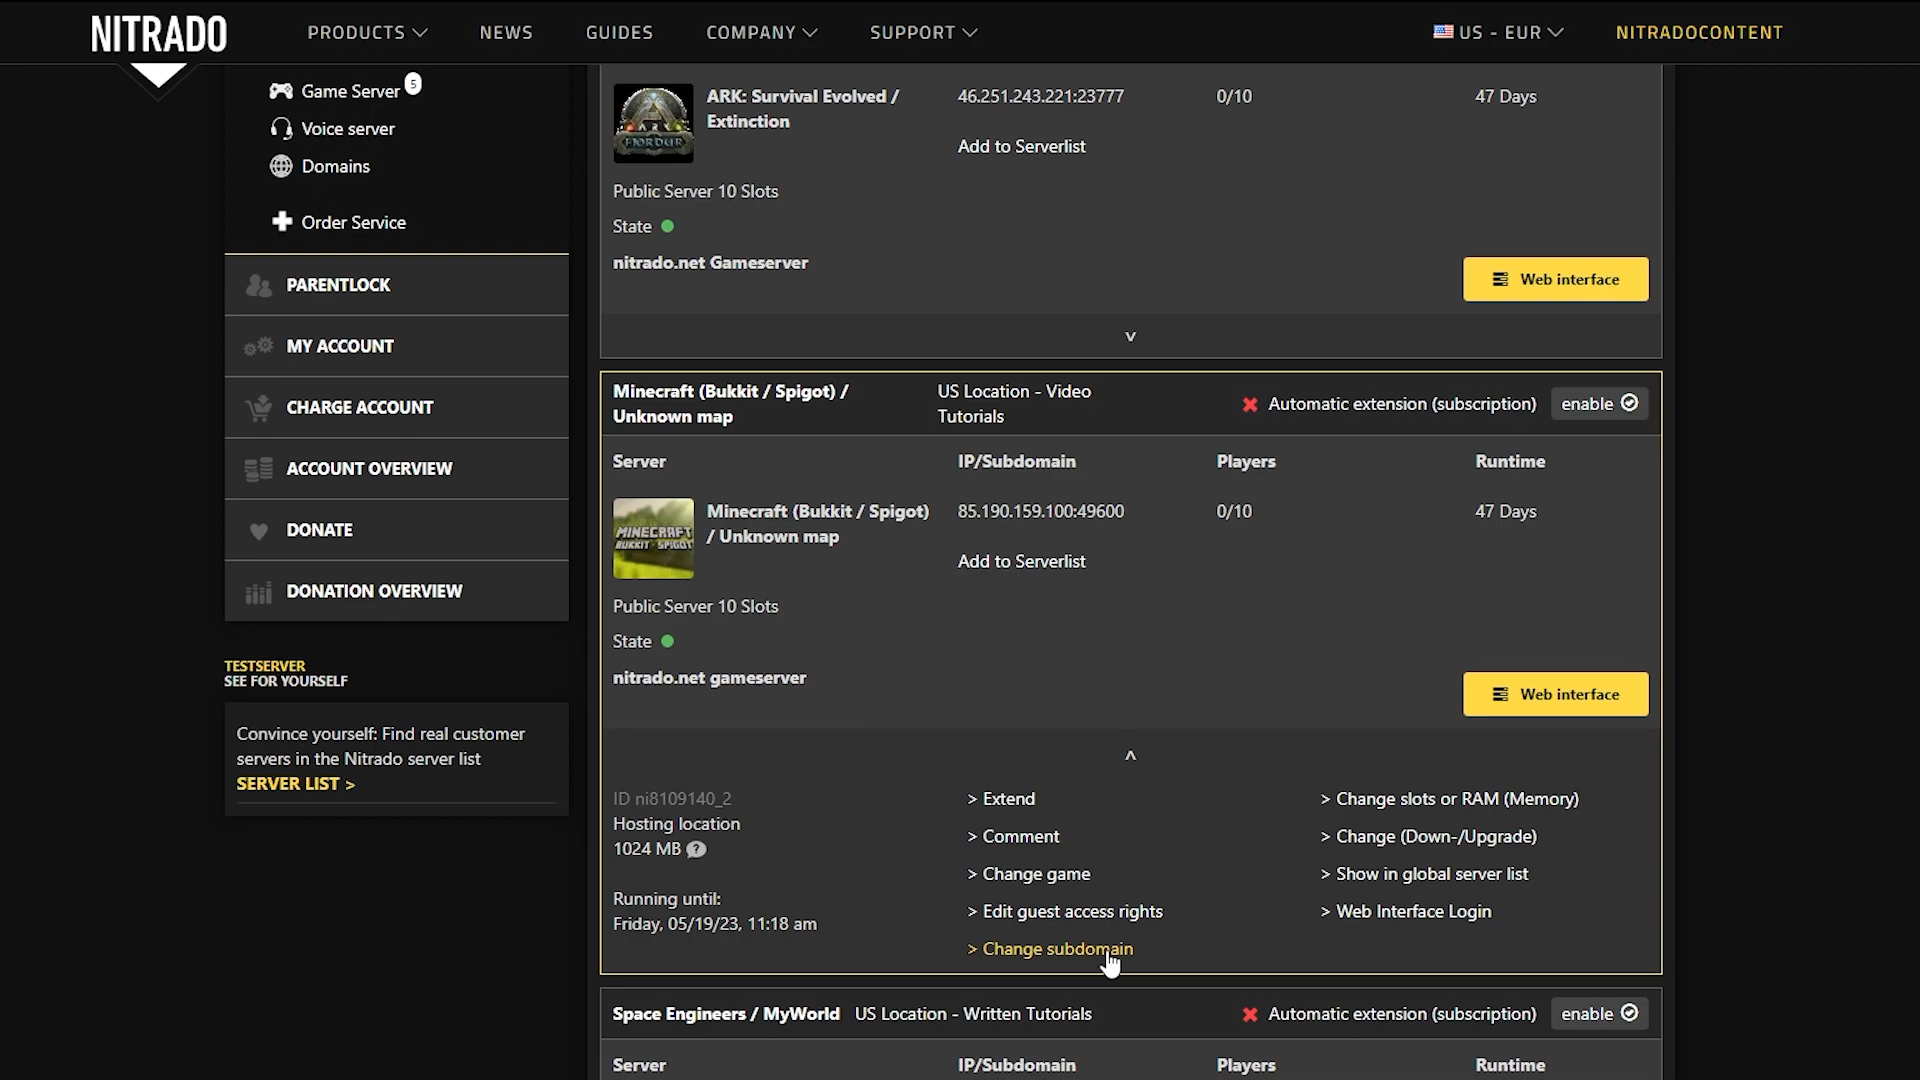 NITRADO
PRODUCTS
NEWS
GUIDES
COMPANY
SUPPORT
US - EUR
NITRADOCONTENT
Game Server 5
Voice server
Domains
Order Service
PARENTLOCK
MY ACCOUNT
CHARGE ACCOUNT
ACCOUNT OVERVIEW
DONATE
DONATION OVERVIEW
TESTSERVER
SEE FOR YOURSELF
Convince yourself: Find real customer
servers in the Nitrado server list
SERVER LIST >
ARK
FJORDUR
ARK: Survival Evolved /
Extinction
46.251.243.221:23777
0/10
47 Days
Add to Serverlist
Public Server 10 Slots
State
nitrado.net Gameserver
Web interface
v
Minecraft (Bukkit / Spigot) /
Unknown map
US Location - Video
Tutorials
Automatic extension (subscription)
enable
Server
IP/Subdomain
Players
Runtime
MINECRAFT
BUKKIT - SPIGOT
Minecraft (Bukkit / Spigot)
/ Unknown map
85.190.159.100:49600
0/10
47 Days
Add to Serverlist
Public Server 10 Slots
State
nitrado.net gameserver
Web interface
^
ID ni8109140_2
Hosting location
1024 MB ?
Running until:
Friday, 05/19/23, 11:18 am
> Extend
> Comment
> Change game
> Edit guest access rights
> Change subdomain
> Change slots or RAM (Memory)
> Change (Down-/Upgrade)
> Show in global server list
> Web Interface Login
Space Engineers / MyWorld
US Location - Written Tutorials
Automatic extension (subscription)
enable
Server
IP/Subdomain
Players
Runtime